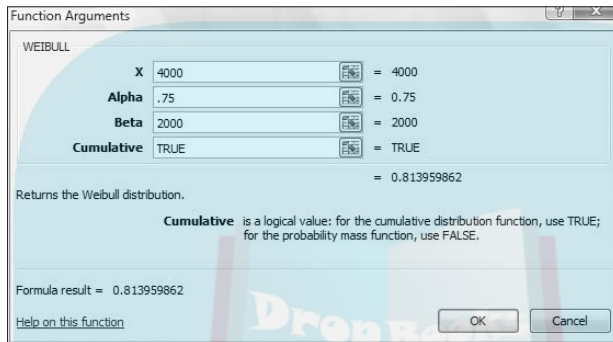 Function Arguments
WEIBULL
X 4000 = 4000
Alpha .75 = 0.75
Beta 2000 = 2000
Cumulative TRUE = TRUE
= 0.813959862
Returns the Weibull distribution.
Cumulative is a logical value: for the cumulative distribution function, use TRUE;
for the probability mass function, use FALSE.
Formula result = 0.813959862
Help on this function
OK
Cancel